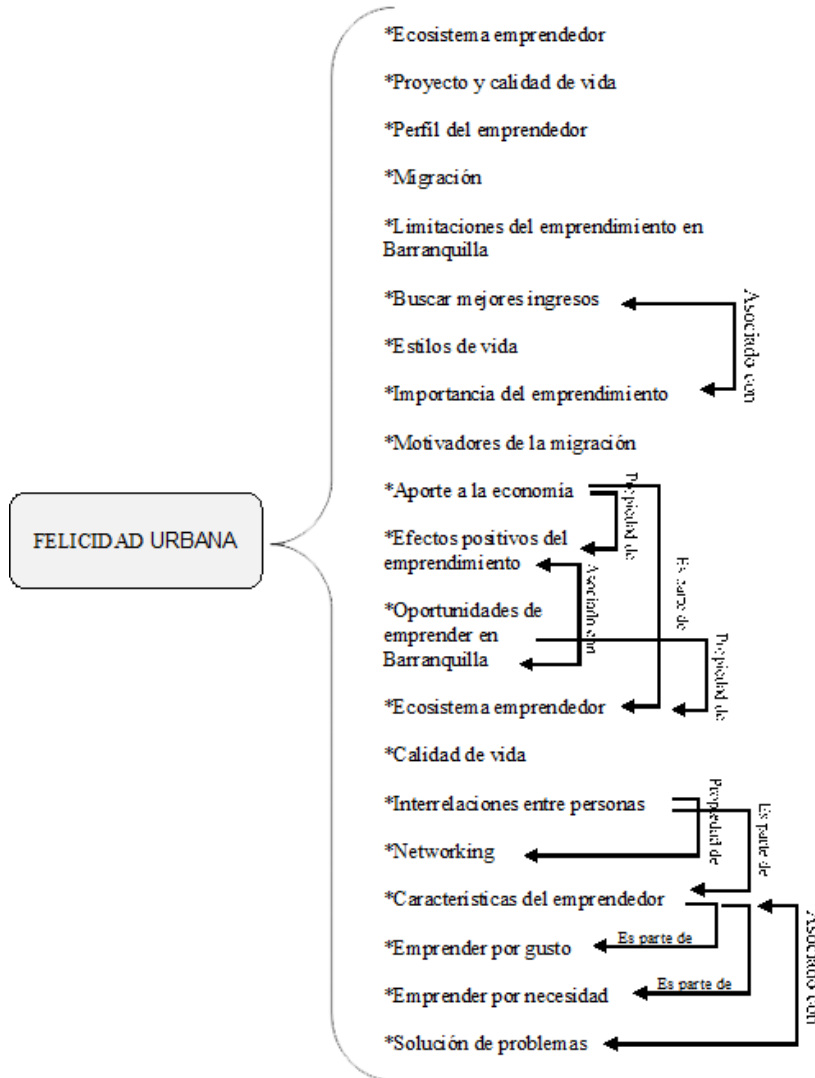 *Ecosistema emprendedor
*Proyecto y calidad de vida
*Perfil del emprendedor
*Migración
*Limitaciones del emprendimiento en
Barranquilla
*Buscar mejores ingresos
Asociado con
*Estilos de vida
*Importancia del emprendimiento
*Motivadores de la migración
*Aporte a la economía
Propiedad de
FELICIDAD URBANA
*Efectos positivos del
emprendimiento
Asociado con
Es parte de
*Oportunidades de
emprender en
Barranquilla
Propiedad de
*Ecosistema emprendedor
*Calidad de vida
*Interrelaciones entre personas
Propiedad de
Es parte de
*Networking
*Características del emprendedor
Asociado con
*Emprender por gusto
Es parte de
*Emprender por necesidad
Es parte de
*Solución de problemas